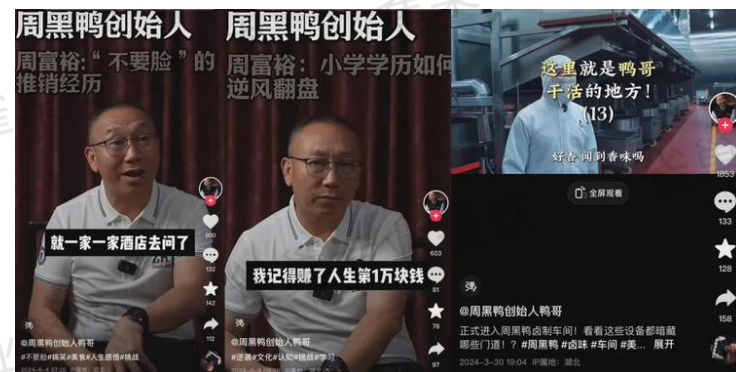 周黑鸭创始人
周富裕:“不要脸”的
推销经历
就一家一家酒店去问了
990
132
142
112
@周黑鸭创始人鸭哥
#不要脸#搞笑#美食#人生感悟#挑战
周黑鸭创始人
周富裕：小学学历如何
逆风翻盘
我记得赚了人生第1万块钱
603
81
78
97
@周黑鸭创始人鸭哥
#逆袭#文化#认知#挑战#学习
这里就是鸭哥
干活的地方！
(13)
好香 闻到香味吗
全屏观看
1853
133
128
158
@周黑鸭创始人鸭哥
正式进入周黑鸭卤制车间！看看这些设备都暗藏
哪些门道！？#周黑鸭 #卤味 #车间 #美... 展开
2024-3-30 19:04 IP属地：湖北